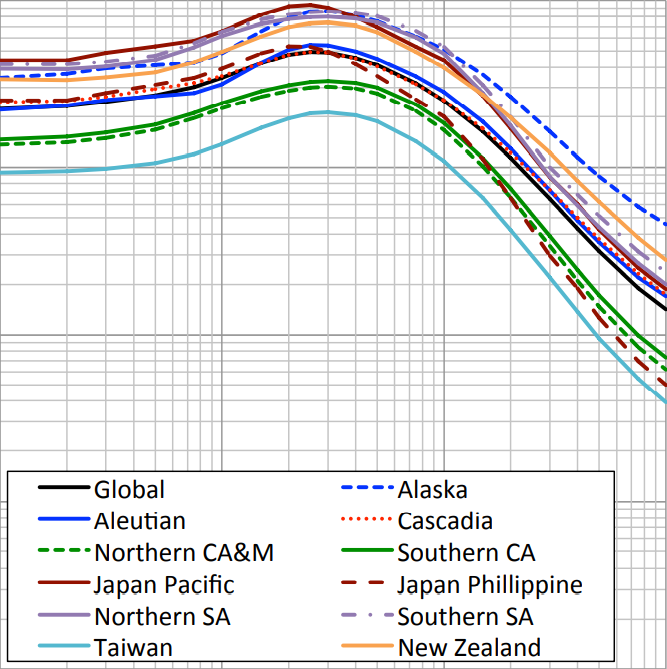 Global Alaska
Aleutian Cascadia
Northern CA&M Southern CA
Japan Pacific Japan Phillippine
Northern SA Southern SA
Taiwan New Zealand